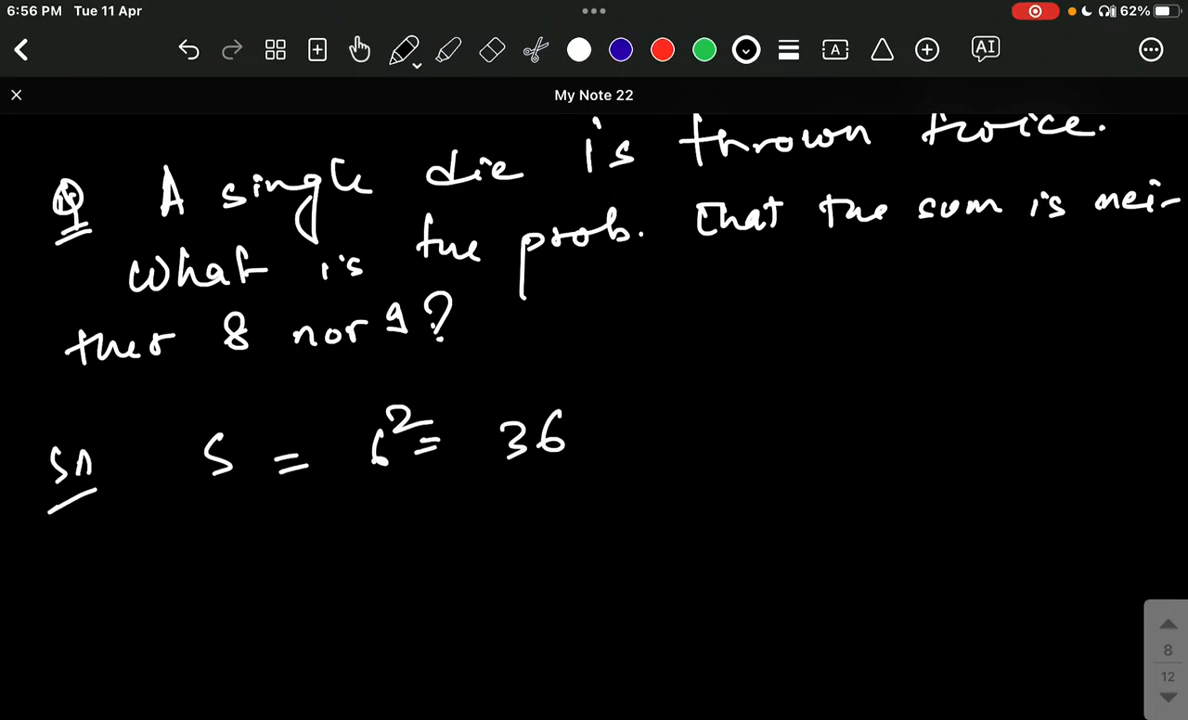 6:56 PM Tue 11 Apr
62%
A
AI
My Note 22
Q A single die is thrown twice.
What is the prob. that the sum is nei-
ther 8 nor 9?
Sn S = 6² = 36
8
12